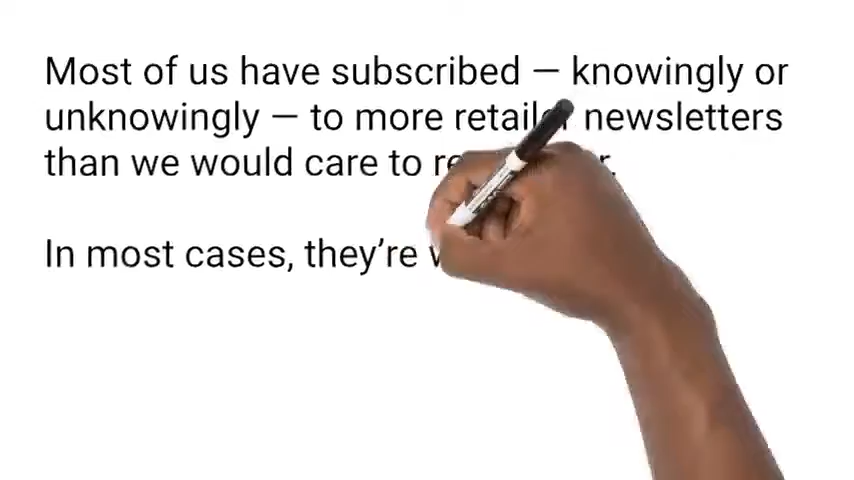 Most of us have subscribed — knowingly or
unknowingly — to more retailer newsletters
than we would care to
In most cases, they’re